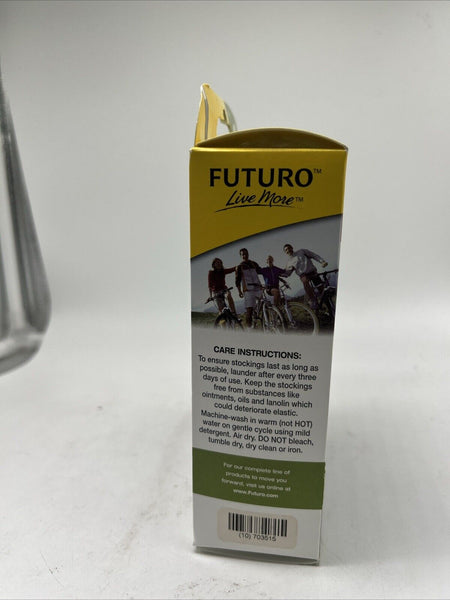 FUTURO™
Live More™
CARE INSTRUCTIONS:
To ensure stockings last as long as
possible, launder after every three
days of use. Keep the stockings
free from substances like
ointments, oils and lanolin which
could deteriorate elastic.
Machine-wash in warm (not HOT)
water on gentle cycle using mild
detergent. Air dry. DO NOT bleach,
tumble dry, dry clean or iron.
For our complete line of
products to move you
forward, visit us online at
www.Futuro.com
(10) 703515